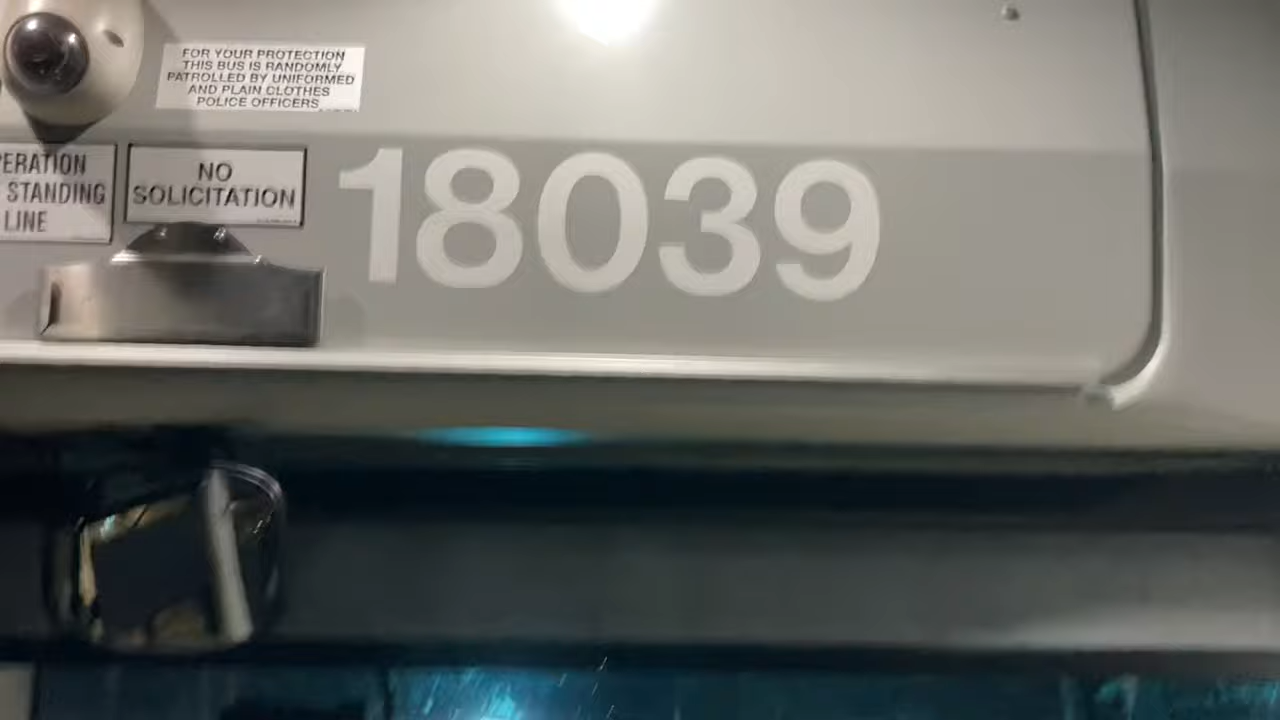 FOR YOUR PROTECTION
THIS BUS IS RANDOMLY
PATROLLED BY UNIFORMED
AND PLAIN CLOTHES
POLICE OFFICERS
PERATION
STANDING
LINE
NO
SOLICITATION
18039